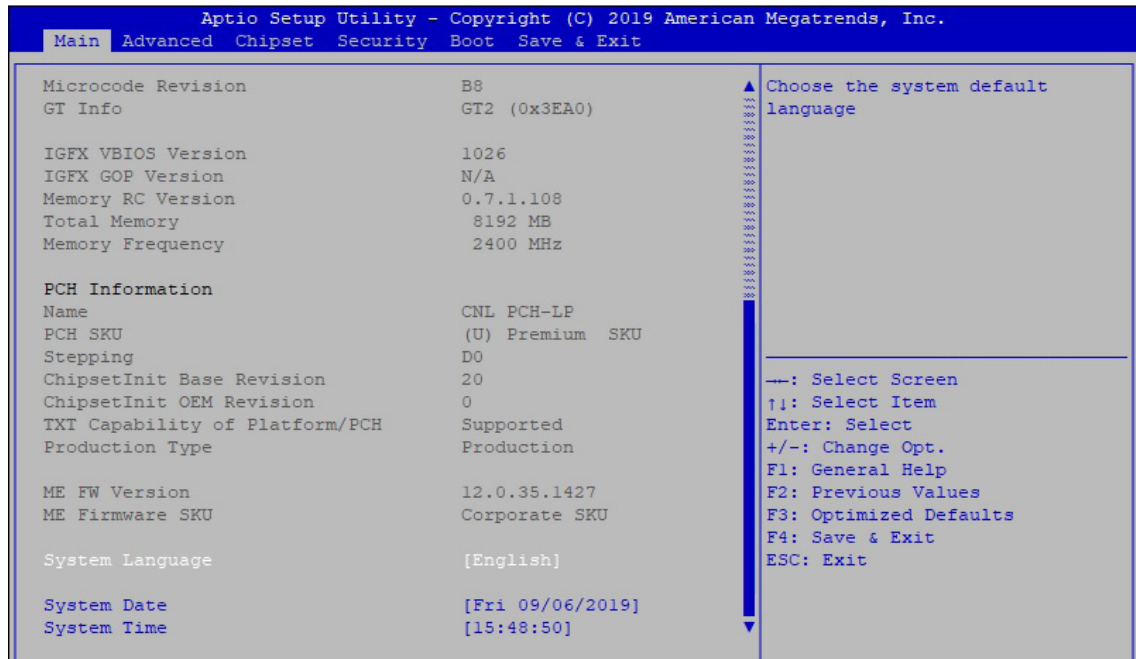 Aptio Setup Utility - Copyright (C) 2019 American Megatrends, Inc.
Main Advanced Chipset Security Boot Save & Exit
Microcode Revision B8
GT Info GT2 (0x3EA0)
IGFX VBIOS Version 1026
IGFX GOP Version N/A
Memory RC Version 0.7.1.108
Total Memory 8192 MB
Memory Frequency 2400 MHz
PCH Information
Name CNL PCH-LP
PCH SKU (U) Premium SKU
Stepping D0
ChipsetInit Base Revision 20
ChipsetInit OEM Revision 0
TXT Capability of Platform/PCH Supported
Production Type Production
ME FW Version 12.0.35.1427
ME Firmware SKU Corporate SKU
System Language [English]
System Date [Fri 09/06/2019]
System Time [15:48:50]
Choose the system default
language
→←: Select Screen
↑↓: Select Item
Enter: Select
+/-: Change Opt.
F1: General Help
F2: Previous Values
F3: Optimized Defaults
F4: Save & Exit
ESC: Exit